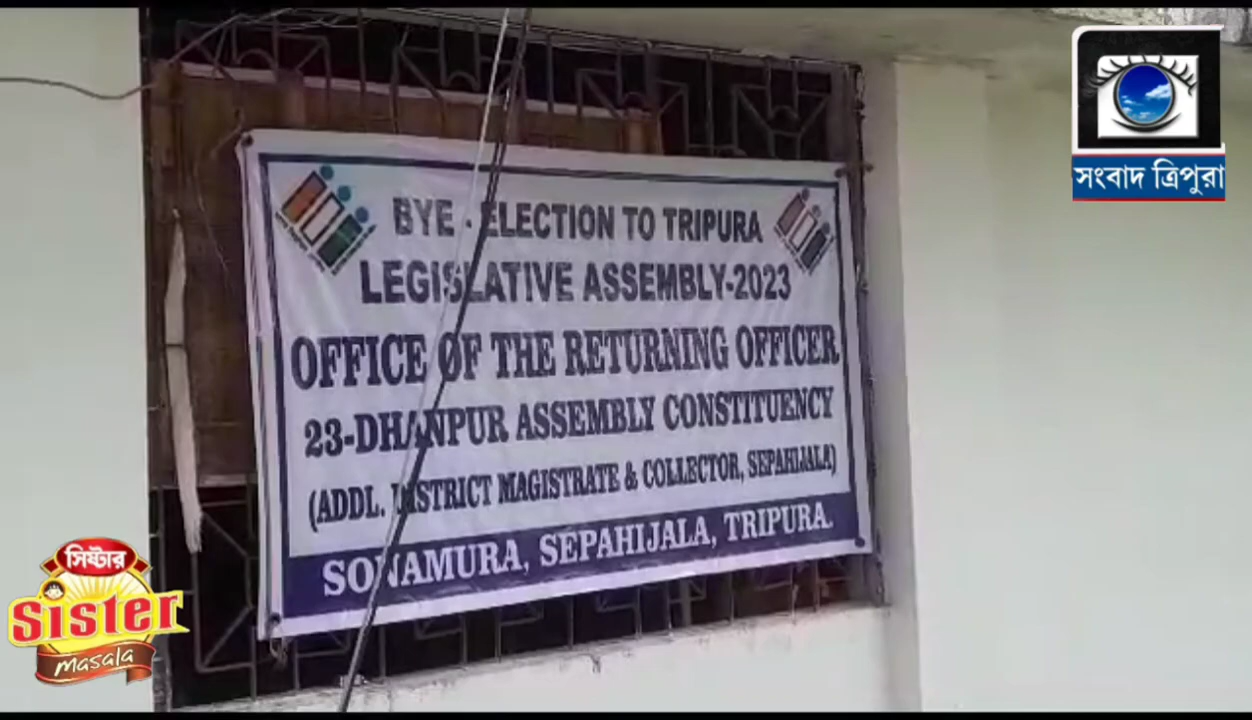 সংবাদ ত্রিপুরা
BYE - ELECTION TO TRIPURA
LEGISLATIVE ASSEMBLY-2023
OFFICE OF THE RETURNING OFFICER
23-DHANPUR ASSEMBLY CONSTITUENCY
(ADDL. DISTRICT MAGISTRATE & COLLECTOR, SEPAHIJALA)
SONAMURA, SEPAHIJALA, TRIPURA.
সিষ্টার
Sister
masala